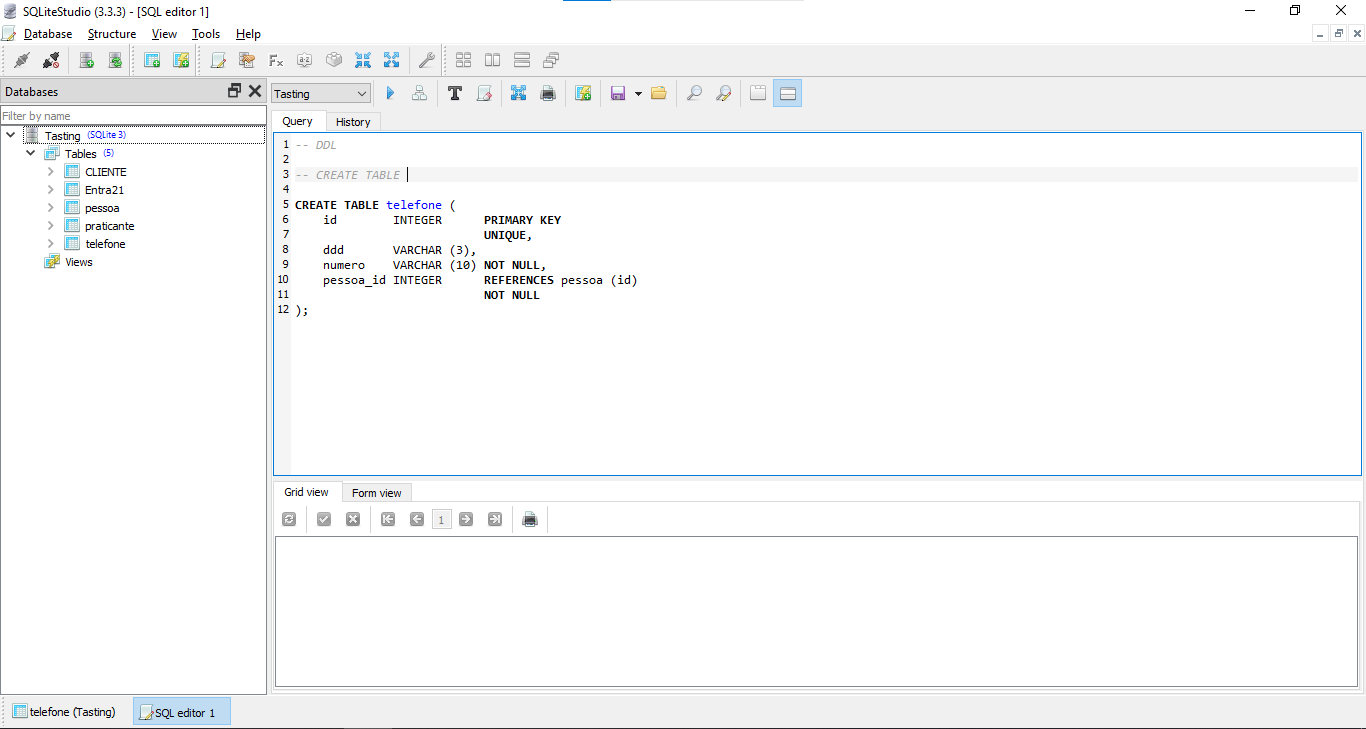 SQLiteStudio (3.3.3) - [SQL editor 1]
Database Structure View Tools Help
Databases
Filter by name
Tasting (SQLite 3)
Tables (5)
CLIENTE
Entra21
pessoa
praticante
telefone
Views
Tasting
Query History
1 -- DDL
2
3 -- CREATE TABLE
4
5 CREATE TABLE telefone (
6 id INTEGER PRIMARY KEY
7 UNIQUE,
8 ddd VARCHAR (3),
9 numero VARCHAR (10) NOT NULL,
10 pessoa_id INTEGER REFERENCES pessoa (id)
11 NOT NULL
12 );
Grid view Form view
1
telefone (Tasting) SQL editor 1